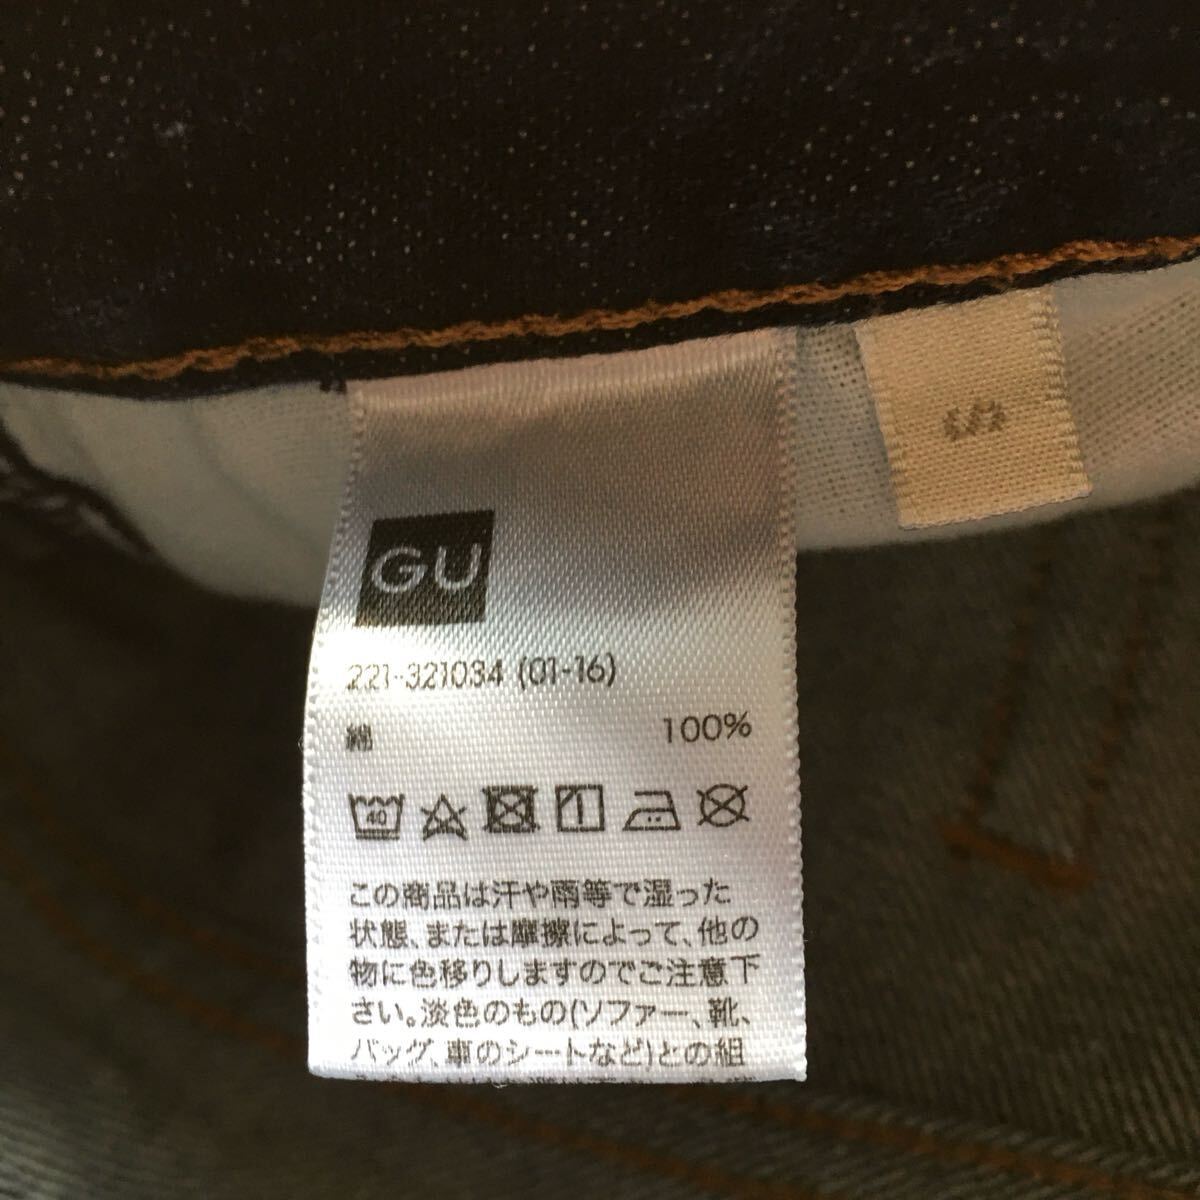 S
GU
221-321034 (01-16)
綿 100%
40
この商品は汗や雨等で湿った
状態、または摩擦によって、他の
物に色移りしますのでご注意下
さい。淡色のもの(ソファー、靴、
バッグ、車のシートなど)との組